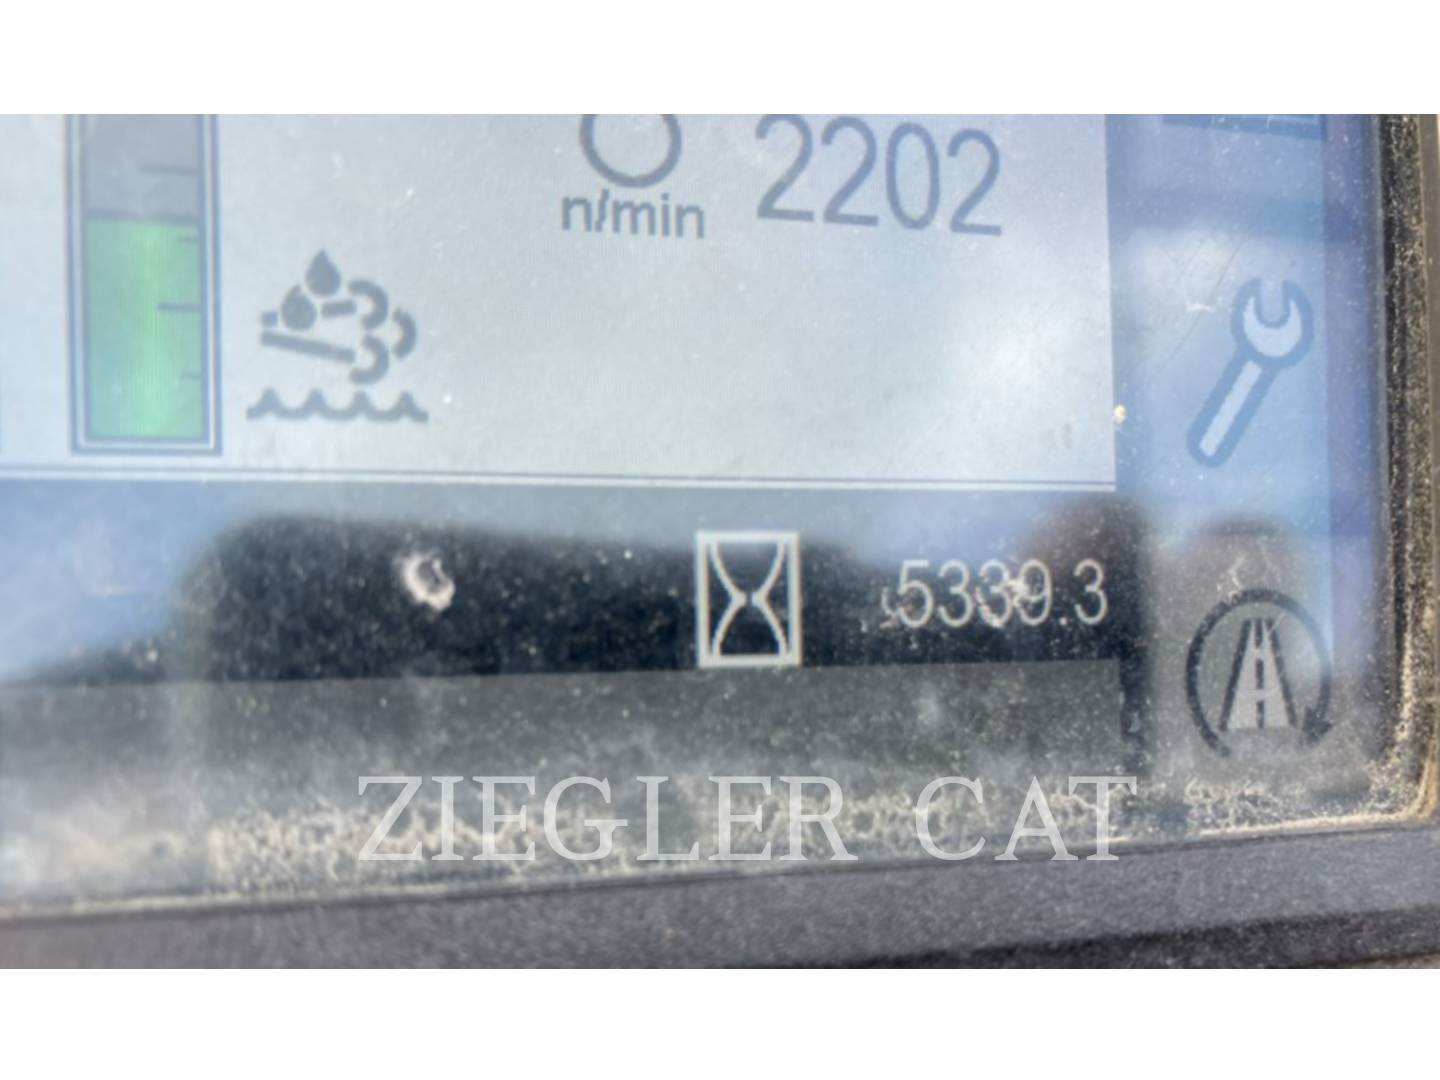 n/min 2202
5339.3
ZIEGLER CAT